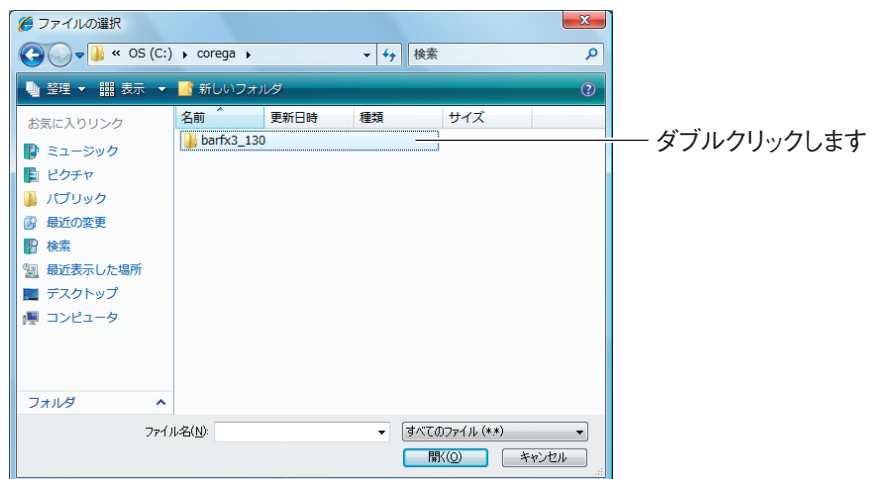 ファイルの選択
« OS (C:) ▸ corega ▸
検索
整理 ▼ 表示 ▼ 新しいフォルダ
お気に入りリンク
ミュージック
ピクチャ
パブリック
最近の変更
検索
最近表示した場所
デスクトップ
コンピュータ
フォルダ
名前 更新日時 種類 サイズ
barfx3_130
ダブルクリックします
ファイル名(N):
すべてのファイル (*.*)
開く(O) キャンセル